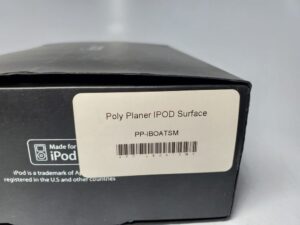 Poly Planer IPOD Surface
PP-IBOATSM
Made for
iPod
iPod is a trademark of
registered in the U.S and other countries